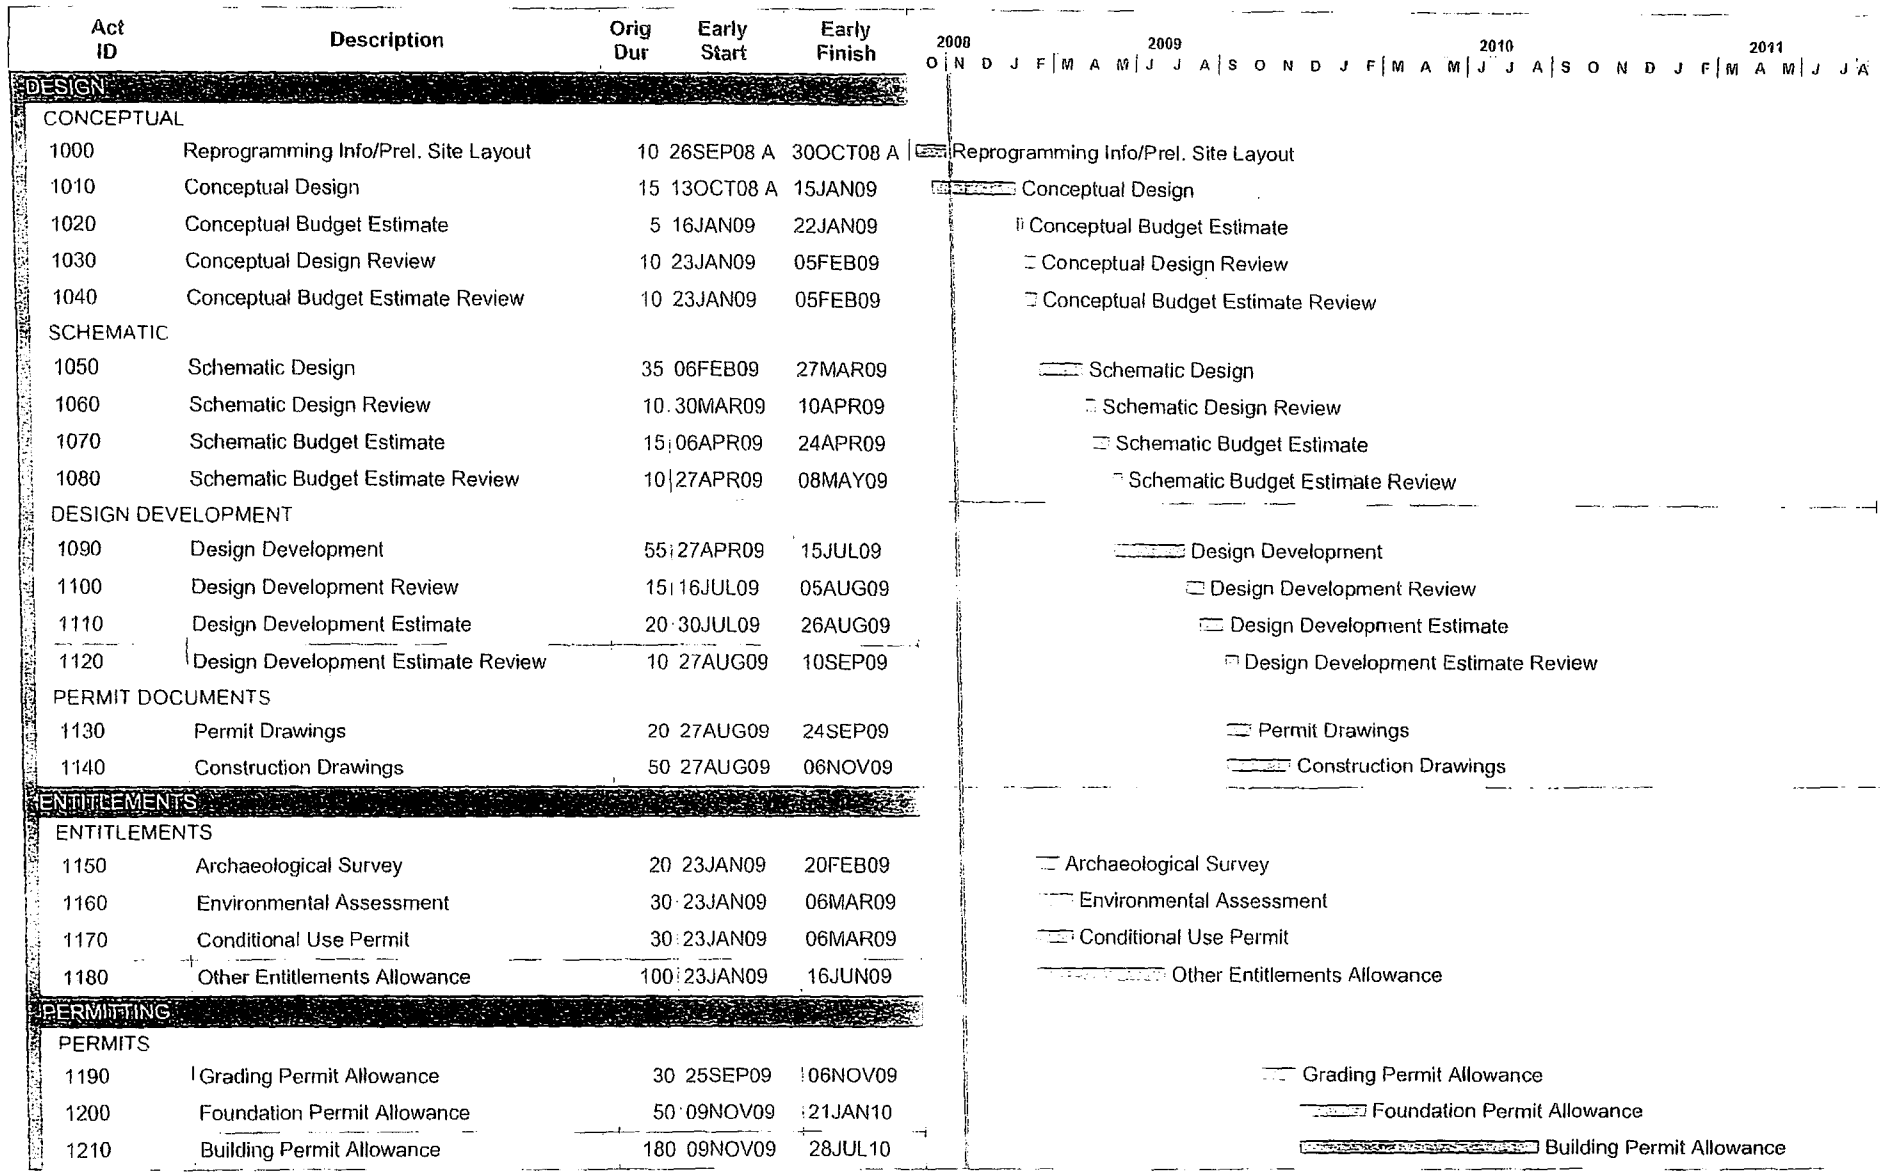 Act ID Description Orig Dur Early Start Early Finish
2008 2009 2010 2011
O N D J F M A M J J A S O N D J F M A M J J A S O N D J F M A M J J A
DESIGN
CONCEPTUAL
1000 Reprogramming Info/Prel. Site Layout 10 26SEP08 A 30OCT08 A Reprogramming Info/Prel. Site Layout
1010 Conceptual Design 15 13OCT08 A 15JAN09 Conceptual Design
1020 Conceptual Budget Estimate 5 16JAN09 22JAN09 Conceptual Budget Estimate
1030 Conceptual Design Review 10 23JAN09 05FEB09 Conceptual Design Review
1040 Conceptual Budget Estimate Review 10 23JAN09 05FEB09 Conceptual Budget Estimate Review
SCHEMATIC
1050 Schematic Design 35 06FEB09 27MAR09 Schematic Design
1060 Schematic Design Review 10 30MAR09 10APR09 Schematic Design Review
1070 Schematic Budget Estimate 15 06APR09 24APR09 Schematic Budget Estimate
1080 Schematic Budget Estimate Review 10 27APR09 08MAY09 Schematic Budget Estimate Review
DESIGN DEVELOPMENT
1090 Design Development 55 27APR09 15JUL09 Design Development
1100 Design Development Review 15 16JUL09 05AUG09 Design Development Review
1110 Design Development Estimate 20 30JUL09 26AUG09 Design Development Estimate
1120 Design Development Estimate Review 10 27AUG09 10SEP09 Design Development Estimate Review
PERMIT DOCUMENTS
1130 Permit Drawings 20 27AUG09 24SEP09 Permit Drawings
1140 Construction Drawings 50 27AUG09 06NOV09 Construction Drawings
ENTITLEMENTS
ENTITLEMENTS
1150 Archaeological Survey 20 23JAN09 20FEB09 Archaeological Survey
1160 Environmental Assessment 30 23JAN09 06MAR09 Environmental Assessment
1170 Conditional Use Permit 30 23JAN09 06MAR09 Conditional Use Permit
1180 Other Entitlements Allowance 100 23JAN09 16JUN09 Other Entitlements Allowance
PERMITTING
PERMITS
1190 Grading Permit Allowance 30 25SEP09 06NOV09 Grading Permit Allowance
1200 Foundation Permit Allowance 50 09NOV09 21JAN10 Foundation Permit Allowance
1210 Building Permit Allowance 180 09NOV09 28JUL10 Building Permit Allowance